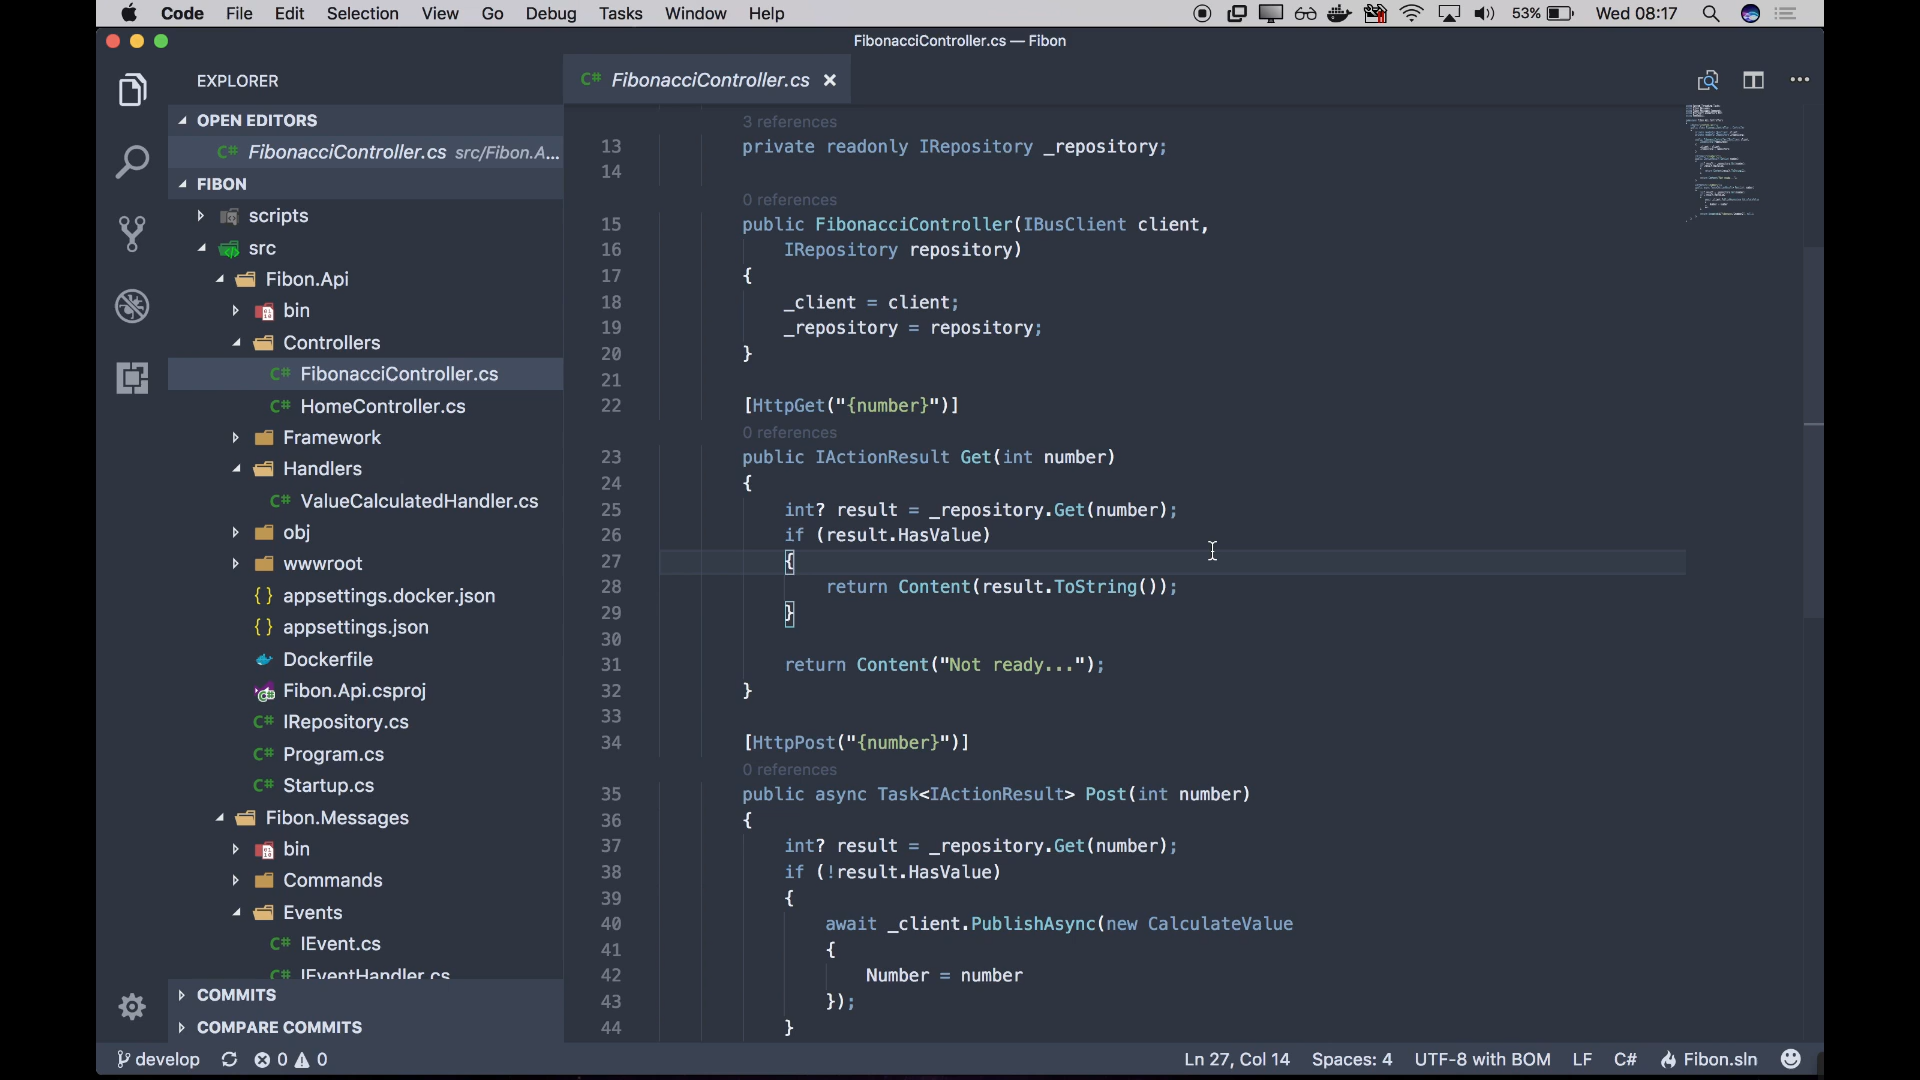 Code File Edit Selection View Go Debug Tasks Window Help 53% Wed 08:17
FibonacciController.cs — Fibon
EXPLORER
OPEN EDITORS
C# FibonacciController.cs src/Fibon.A...
FIBON
scripts
src
Fibon.Api
bin
Controllers
C# FibonacciController.cs
C# HomeController.cs
Framework
Handlers
C# ValueCalculatedHandler.cs
obj
wwwroot
{} appsettings.docker.json
{} appsettings.json
Dockerfile
Fibon.Api.csproj
C# IRepository.cs
C# Program.cs
C# Startup.cs
Fibon.Messages
bin
Commands
Events
C# IEvent.cs
C# IEventHandler.cs
COMMITS
COMPARE COMMITS
C# FibonacciController.cs ×
3 references
13 private readonly IRepository _repository;
14
0 references
15 public FibonacciController(IBusClient client,
16 IRepository repository)
17 {
18 _client = client;
19 _repository = repository;
20 }
21
22 [HttpGet("{number}")]
0 references
23 public IActionResult Get(int number)
24 {
25 int? result = _repository.Get(number);
26 if (result.HasValue)
27 {
28 return Content(result.ToString());
29 }
30
31 return Content("Not ready...");
32 }
33
34 [HttpPost("{number}")]
0 references
35 public async Task<IActionResult> Post(int number)
36 {
37 int? result = _repository.Get(number);
38 if (!result.HasValue)
39 {
40 await _client.PublishAsync(new CalculateValue
41 {
42 Number = number
43 });
44 }
develop 0 0 Ln 27, Col 14 Spaces: 4 UTF-8 with BOM LF C# Fibon.sln